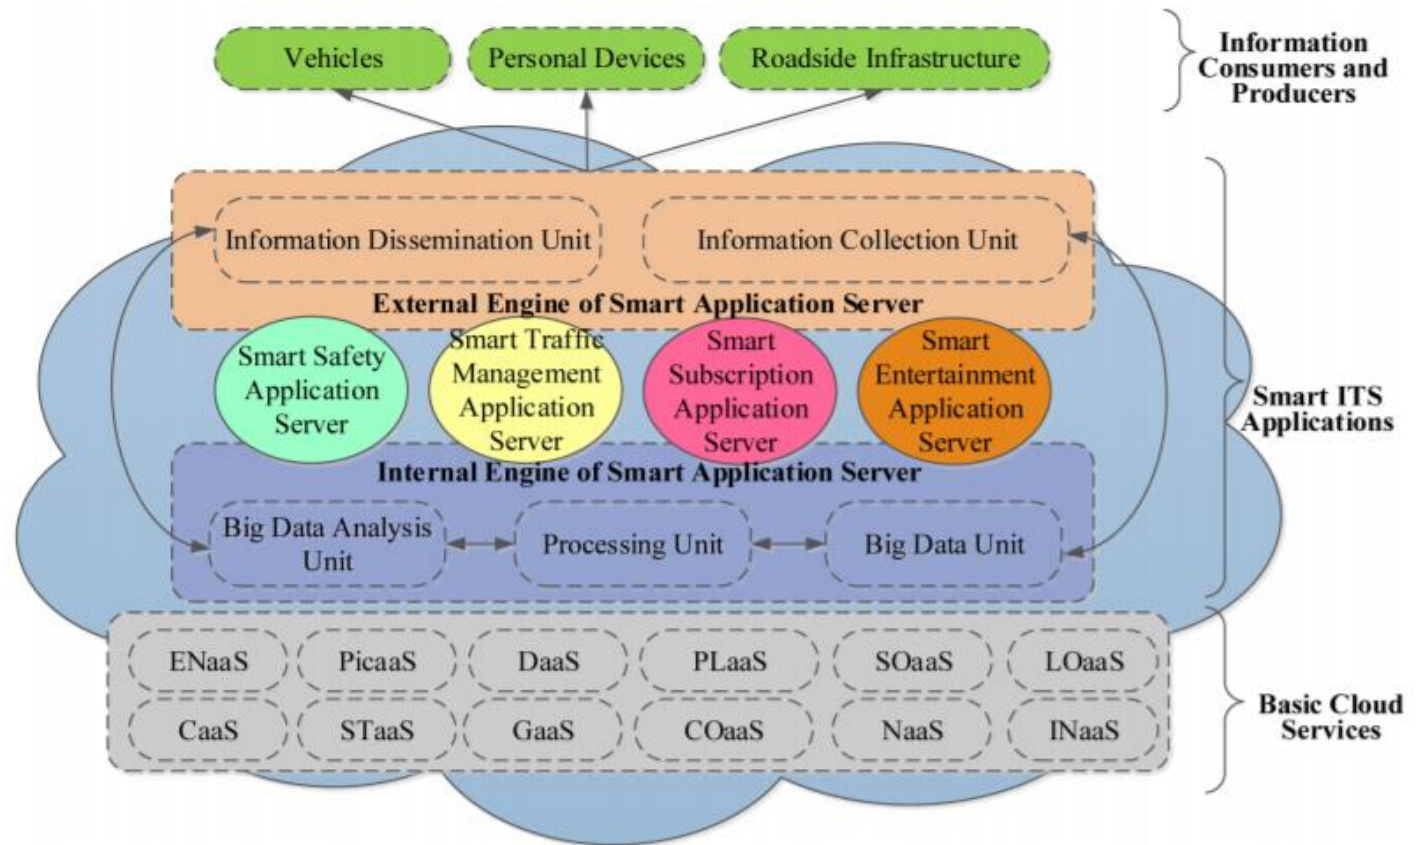 Vehicles
Personal Devices
Roadside Infrastructure
Information
Consumers and
Producers
Information Dissemination Unit
Information Collection Unit
External Engine of Smart Application Server
Smart Safety
Application
Server
Smart Traffic
Management
Application
Server
Smart
Subscription
Application
Server
Smart
Entertainment
Application
Server
Smart ITS
Applications
Internal Engine of Smart Application Server
Big Data Analysis
Unit
Processing Unit
Big Data Unit
ENaaS
PicaaS
DaaS
PLaaS
SOaaS
LOaaS
CaaS
STaaS
GaaS
COaaS
NaaS
INaaS
Basic Cloud
Services